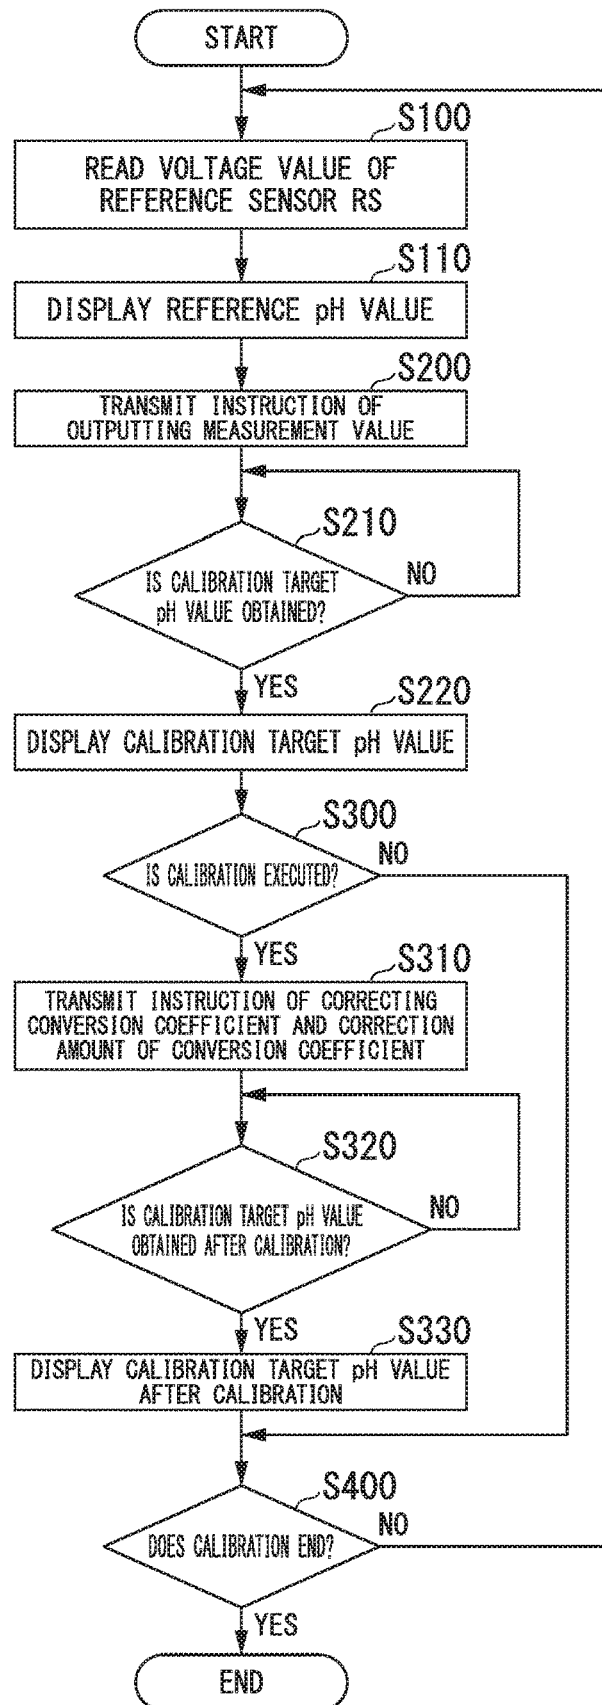 START
S100
READ VOLTAGE VALUE OF
REFERENCE SENSOR RS
S110
DISPLAY REFERENCE pH VALUE
S200
TRANSMIT INSTRUCTION OF
OUTPUTTING MEASUREMENT VALUE
S210
IS CALIBRATION TARGET
pH VALUE OBTAINED?
NO
YES
S220
DISPLAY CALIBRATION TARGET pH VALUE
S300
IS CALIBRATION EXECUTED?
NO
YES
S310
TRANSMIT INSTRUCTION OF CORRECTING
CONVERSION COEFFICIENT AND CORRECTION
AMOUNT OF CONVERSION COEFFICIENT
S320
IS CALIBRATION TARGET pH VALUE
OBTAINED AFTER CALIBRATION?
NO
YES
S330
DISPLAY CALIBRATION TARGET pH VALUE
AFTER CALIBRATION
S400
DOES CALIBRATION END?
NO
YES
END